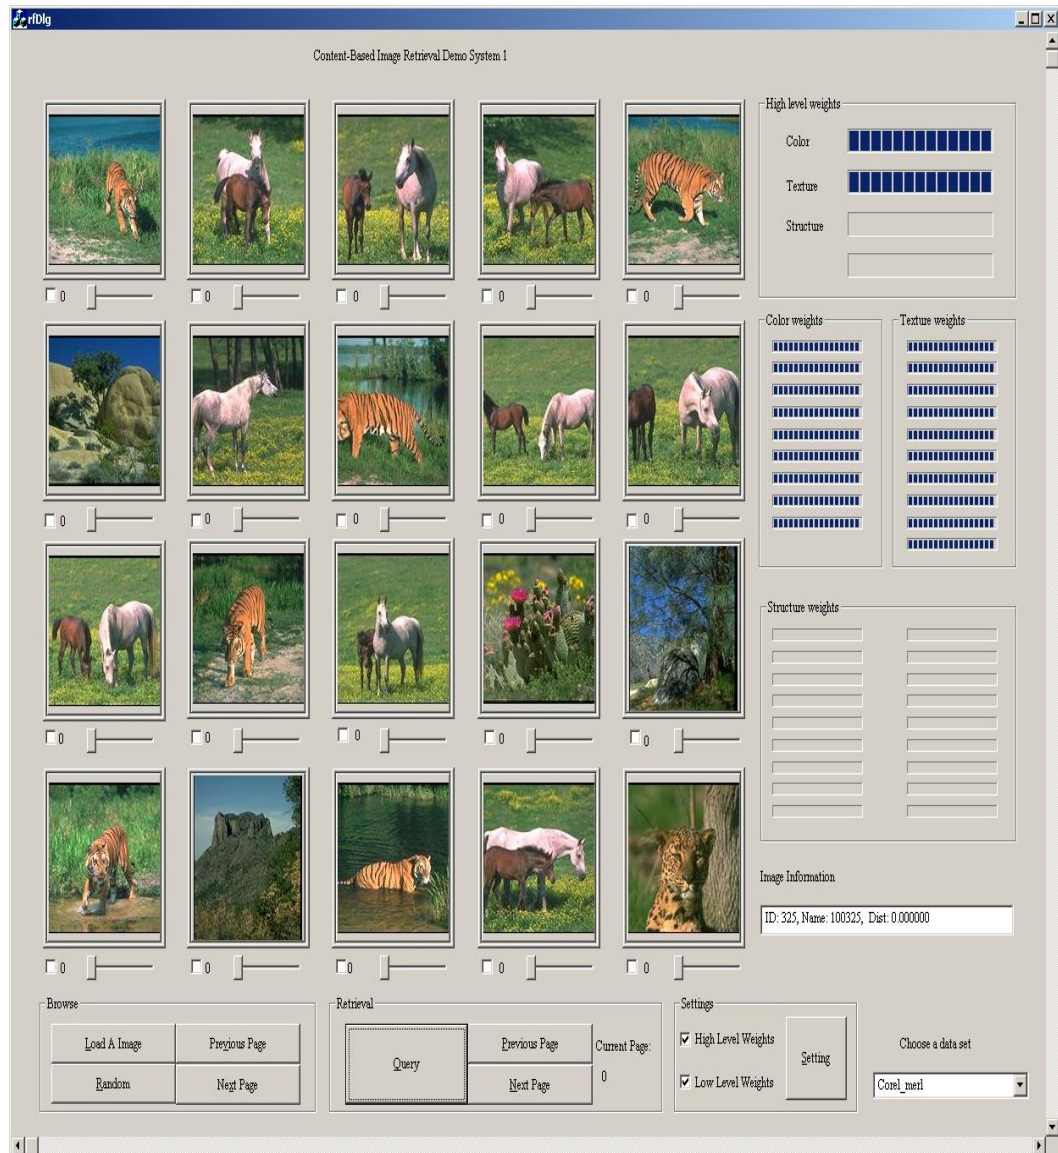 rfDlg
Content-Based Image Retrieval Demo System 1
High level weights
Color
Texture
Structure
0
0
0
0
0
Color weights
Texture weights
0
0
0
0
0
Structure weights
0
0
0
0
0
Image Information
ID: 325, Name: 100325, Dist: 0.000000
0
0
0
0
0
Browse
Load A Image
Previous Page
Random
Next Page
Retrieval
Query
Previous Page
Next Page
Current Page:
0
Settings
High Level Weights
Low Level Weights
Setting
Choose a data set
Corel_merl